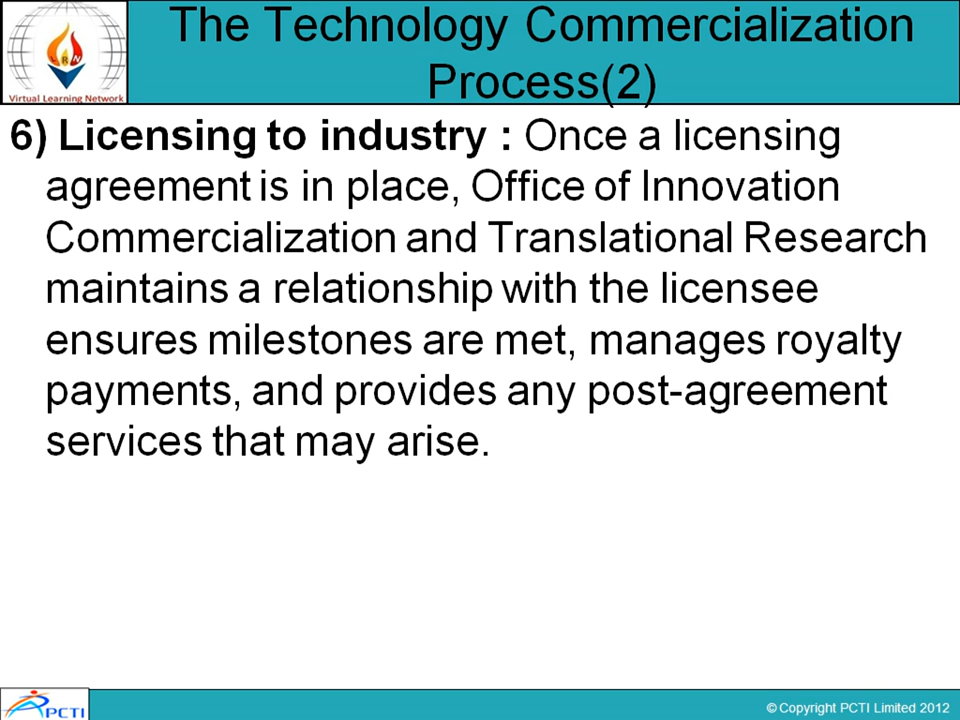 The Technology Commercialization
Process(2)
RN
Virtual Learning Network
6) Licensing to industry : Once a licensing
agreement is in place, Office of Innovation
Commercialization and Translational Research
maintains a relationship with the licensee
ensures milestones are met, manages royalty
payments, and provides any post-agreement
services that may arise.
PCTI
© Copyright PCTI Limited 2012